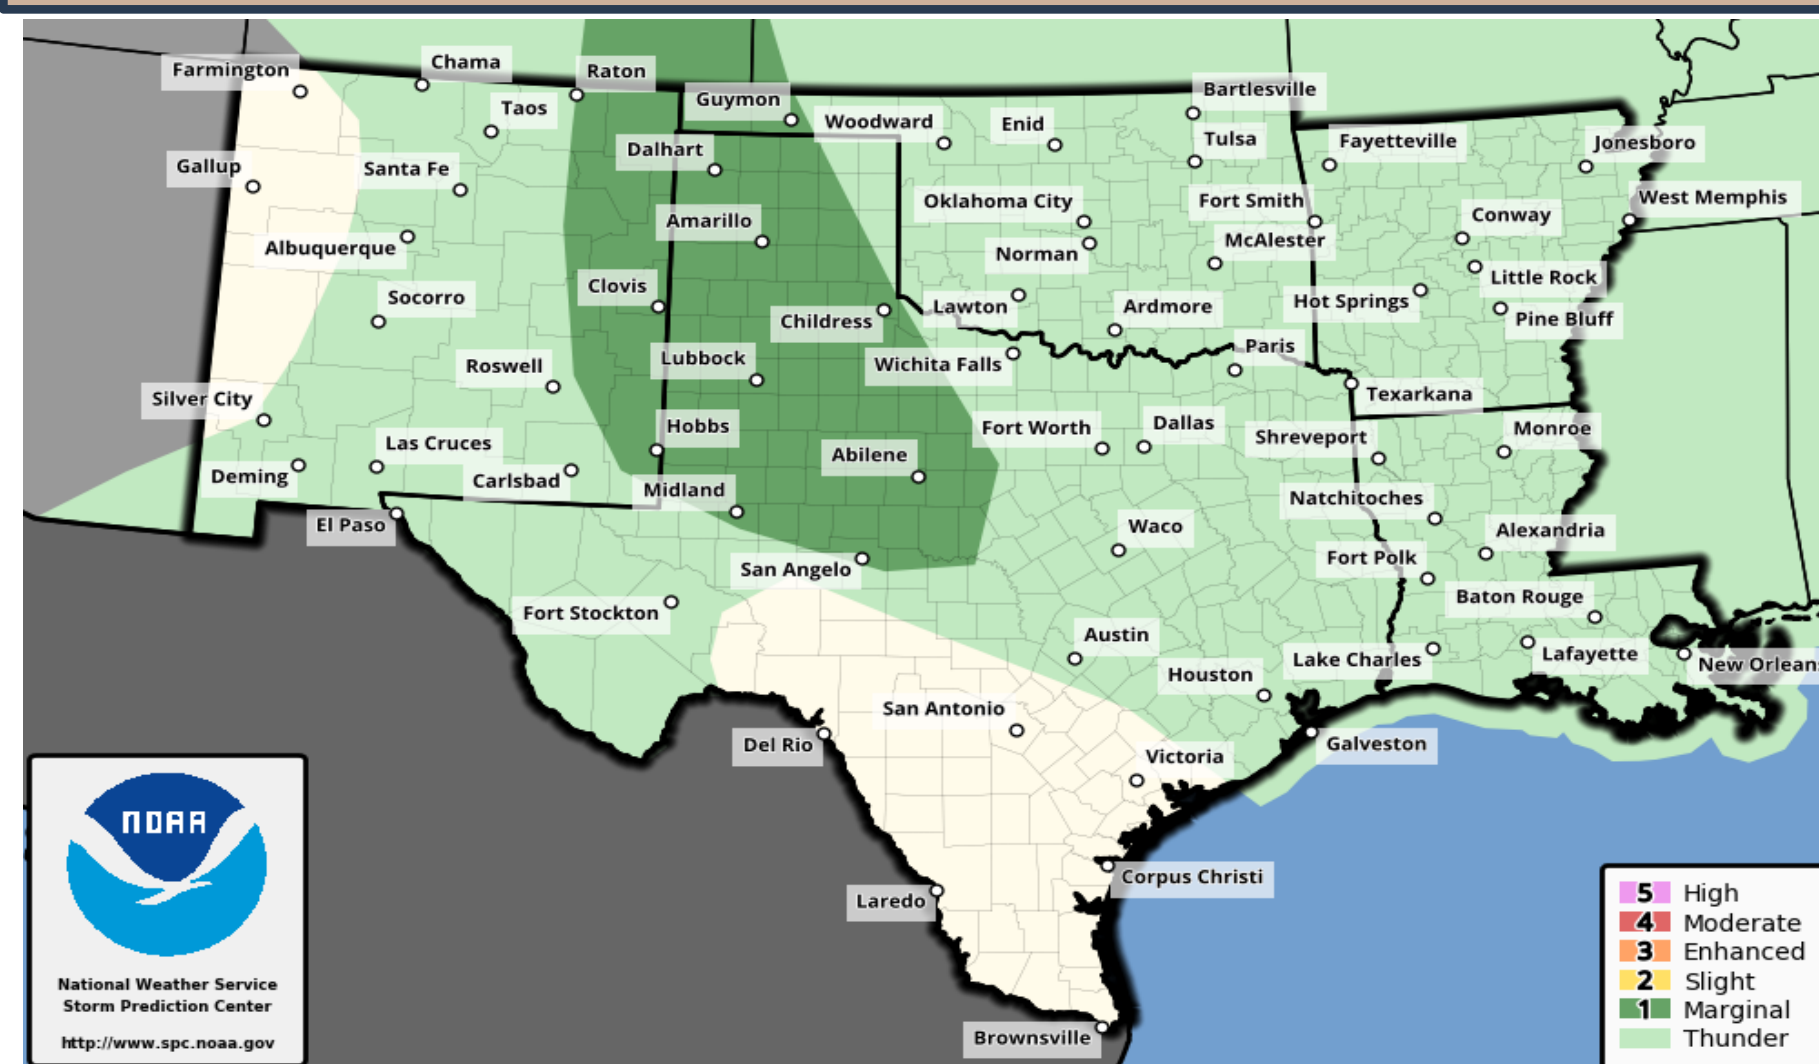 Farmington
Chama
Raton
Taos
Guymon
Woodward
Enid
Bartlesville
Tulsa
Fayetteville
Jonesboro
Gallup
Santa Fe
Dalhart
Oklahoma City
Fort Smith
West Memphis
Conway
Albuquerque
Amarillo
Norman
McAlester
Little Rock
Socorro
Clovis
Childress
Lawton
Ardmore
Hot Springs
Pine Bluff
Roswell
Lubbock
Wichita Falls
Paris
Texarkana
Silver City
Las Cruces
Hobbs
Fort Worth
Dallas
Shreveport
Monroe
Deming
Carlsbad
Midland
Abilene
Natchitoches
El Paso
Waco
Alexandria
San Angelo
Fort Polk
Fort Stockton
Baton Rouge
Austin
Lake Charles
Lafayette
New Orleans
Houston
San Antonio
Del Rio
Victoria
Galveston
Corpus Christi
Laredo
Brownsville
NOAA
National Weather Service
Storm Prediction Center
http://www.spc.noaa.gov
5 High
4 Moderate
3 Enhanced
2 Slight
1 Marginal
Thunder